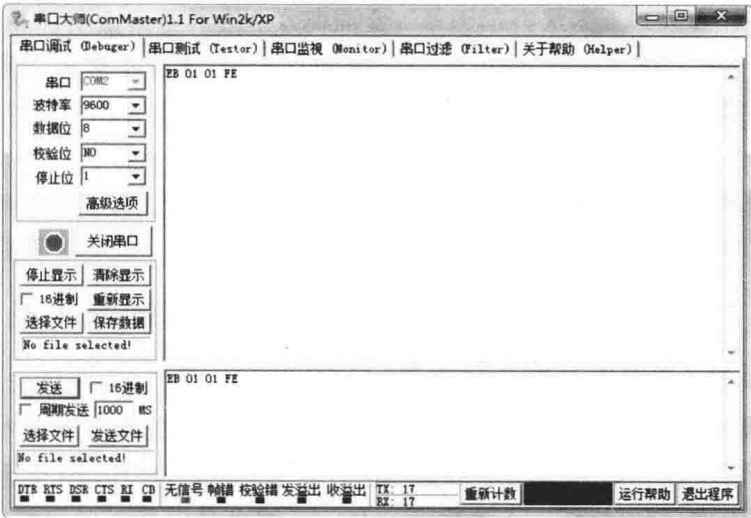 串口大师(ComMaster)1.1 For Win2k/XP
串口调试 (Debuger) 串口测试 (Testor) 串口监视 (Monitor) 串口过滤 (Filter) 关于帮助 (Helper)
串口 COM2
波特率 9600
数据位 8
校验位 NO
停止位 1
高级选项
关闭串口
停止显示 清除显示
16进制 重新显示
选择文件 保存数据
No file selected!
EB 01 01 FE
发送 16进制
周期发送 1000 MS
选择文件 发送文件
No file selected!
EB 01 01 FE
DTR RTS DSR CTS RI CD 无信号 帧错 校验错 发溢出 收溢出 TX: 17
RX: 17
重新计数 运行帮助 退出程序